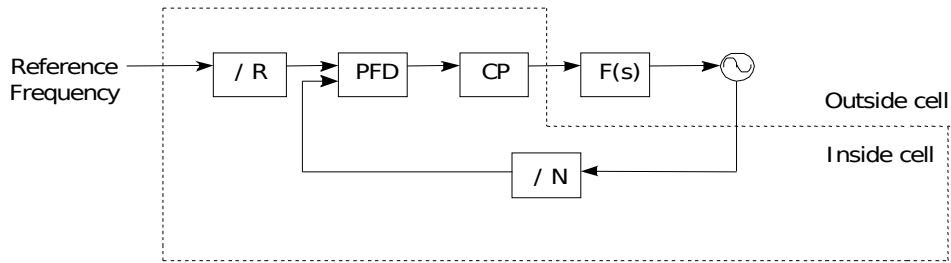 Reference
Frequency
/ R
PFD
CP
F(s)
Outside cell
Inside cell
/ N